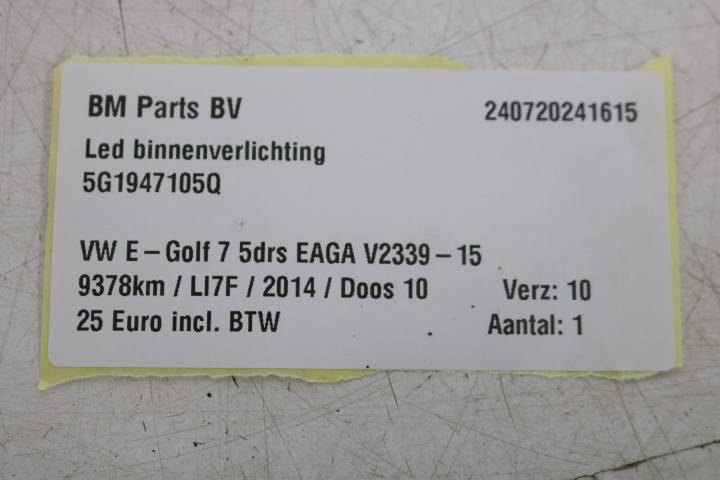 BM Parts BV 240720241615
Led binnenverlichting
5G1947105Q
VW E-Golf 7 5drs EAGA V2339-15
9378km / LI7F / 2014 / Doos 10 Verz: 10
25 Euro incl. BTW Aantal: 1